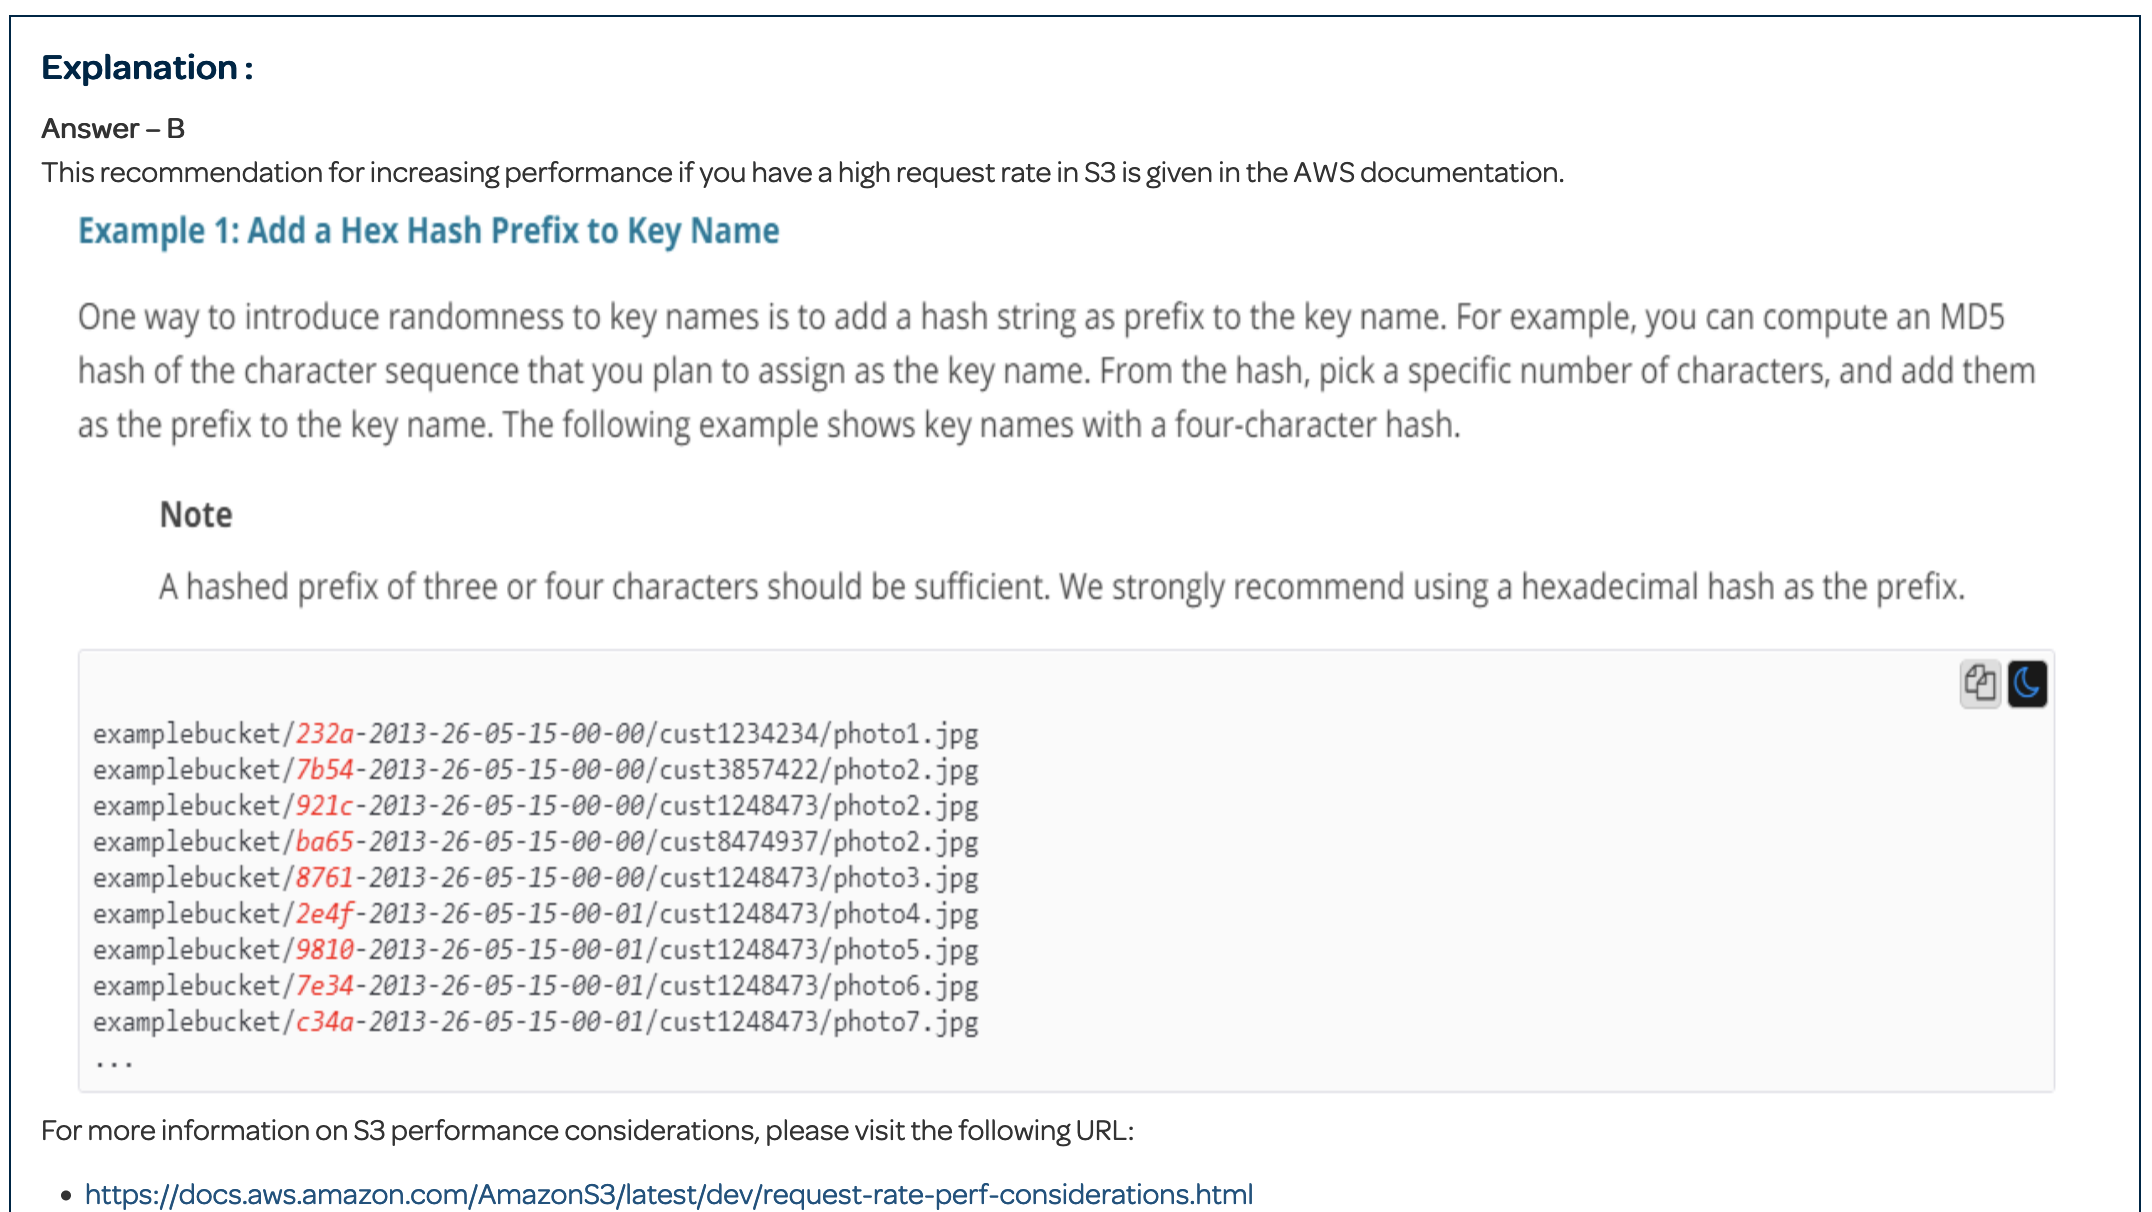 Explanation :
Answer – B
This recommendation for increasing performance if you have a high request rate in S3 is given in the AWS documentation.
Example 1: Add a Hex Hash Prefix to Key Name
One way to introduce randomness to key names is to add a hash string as prefix to the key name. For example, you can compute an MD5
hash of the character sequence that you plan to assign as the key name. From the hash, pick a specific number of characters, and add them
as the prefix to the key name. The following example shows key names with a four-character hash.
Note
A hashed prefix of three or four characters should be sufficient. We strongly recommend using a hexadecimal hash as the prefix.
examplebucket/232a-2013-26-05-15-00-00/cust1234234/photo1.jpg
examplebucket/7b54-2013-26-05-15-00-00/cust3857422/photo2.jpg
examplebucket/921c-2013-26-05-15-00-00/cust1248473/photo2.jpg
examplebucket/ba65-2013-26-05-15-00-00/cust8474937/photo2.jpg
examplebucket/8761-2013-26-05-15-00-00/cust1248473/photo3.jpg
examplebucket/2e4f-2013-26-05-15-00-01/cust1248473/photo4.jpg
examplebucket/9810-2013-26-05-15-00-01/cust1248473/photo5.jpg
examplebucket/7e34-2013-26-05-15-00-01/cust1248473/photo6.jpg
examplebucket/c34a-2013-26-05-15-00-01/cust1248473/photo7.jpg
...
For more information on S3 performance considerations, please visit the following URL:
• https://docs.aws.amazon.com/AmazonS3/latest/dev/request-rate-perf-considerations.html